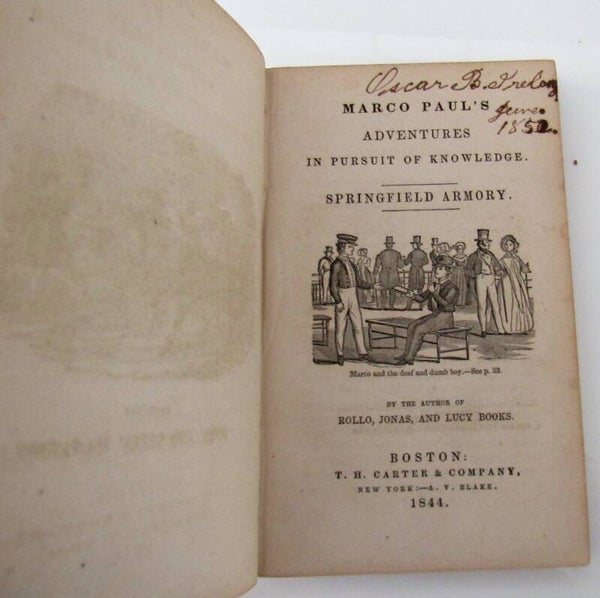 Oscar B.
June
MARCO PAUL'S
ADVENTURES
IN PURSUIT OF KNOWLEDGE.
SPRINGFIELD ARMORY.
Marco and the deaf and dumb boy.—See p. 23.
BY THE AUTHOR OF
ROLLO, JONAS, AND LUCY BOOKS.
BOSTON:
T. H. CARTER & COMPANY,
NEW YORK:—A. V. BLAKE.
1844.